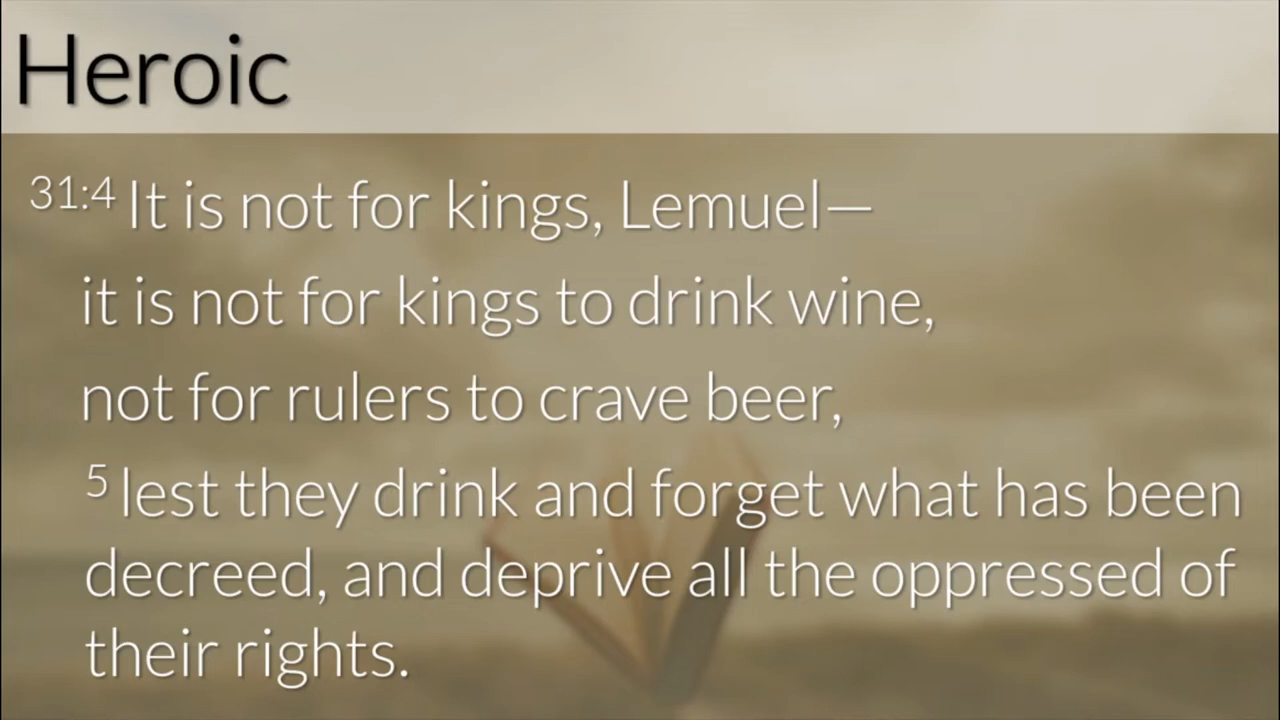 Heroic
31:4 It is not for kings, Lemuel—
it is not for kings to drink wine,
not for rulers to crave beer,
5 lest they drink and forget what has been
decreed, and deprive all the oppressed of
their rights.